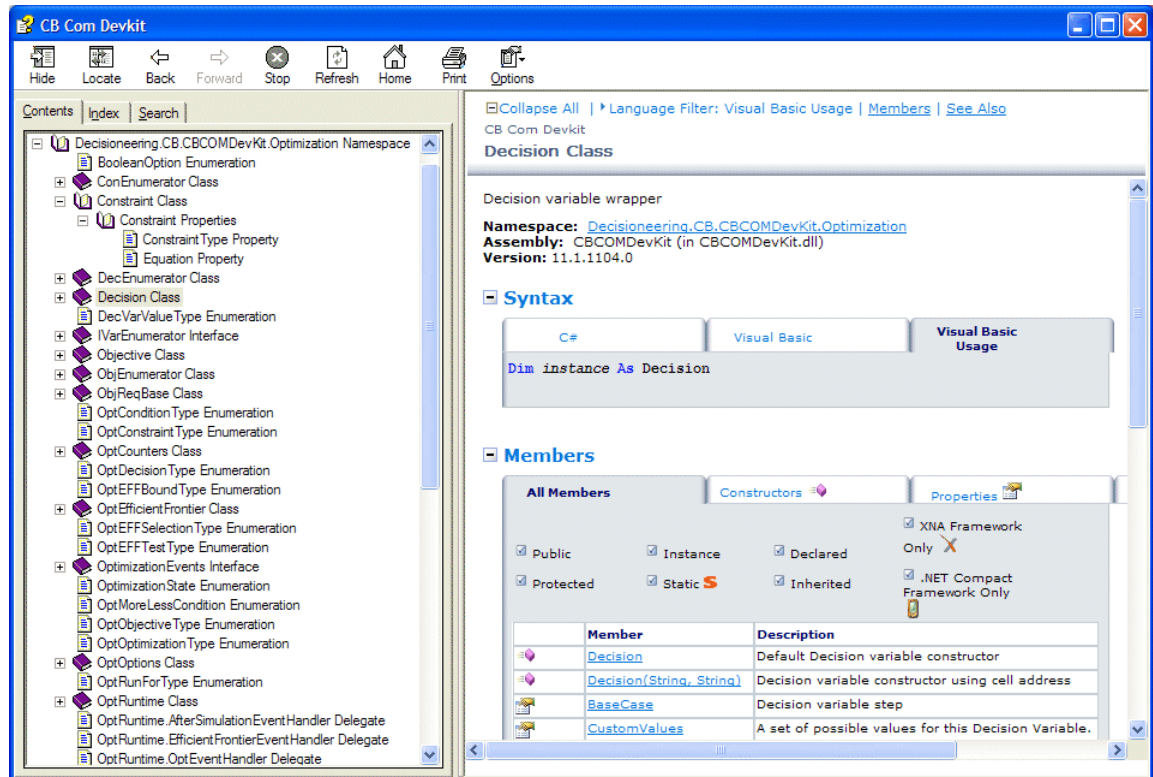 CB Com Devkit
Hide Locate Back Forward Stop Refresh Home Print Options
Contents Index Search
Decisioneering.CB.CBCOMDevKit.Optimization Namespace
BooleanOption Enumeration
ConEnumerator Class
Constraint Class
Constraint Properties
ConstraintType Property
Equation Property
DecEnumerator Class
Decision Class
DecVarValueType Enumeration
IVarEnumerator Interface
Objective Class
ObjEnumerator Class
ObjReqBase Class
OptConditionType Enumeration
OptConstraintType Enumeration
OptCounters Class
OptDecisionType Enumeration
OptEFFBoundType Enumeration
OptEfficientFrontier Class
OptEFFSelectionType Enumeration
OptEFFTestType Enumeration
OptimizationEvents Interface
OptimizationState Enumeration
OptMoreLessCondition Enumeration
OptObjectiveType Enumeration
OptOptimizationType Enumeration
OptOptions Class
OptRunForType Enumeration
OptRuntime Class
OptRuntime.AfterSimulationEventHandler Delegate
OptRuntime.EfficientFrontierEventHandler Delegate
OptRuntime.OptEventHandler Delegate
Collapse All | Language Filter: Visual Basic Usage | Members | See Also
CB Com Devkit
Decision Class
Decision variable wrapper
Namespace: Decisioneering.CB.CBCOMDevKit.Optimization
Assembly: CBCOMDevKit (in CBCOMDevKit.dll)
Version: 11.1.1104.0
Syntax
C# Visual Basic Visual Basic Usage
Dim instance As Decision
Members
All Members Constructors Properties
Public Instance Declared XNA Framework Only
Protected Static S Inherited .NET Compact Framework Only
Member Description
Decision Default Decision variable constructor
Decision(String, String) Decision variable constructor using cell address
BaseCase Decision variable step
CustomValues A set of possible values for this Decision Variable.